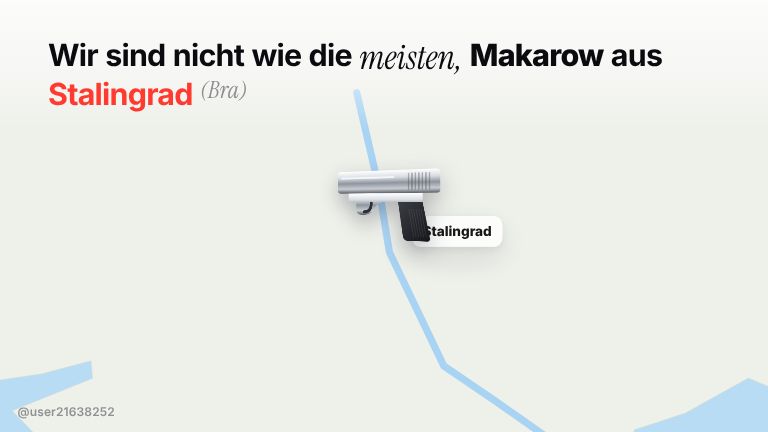 Wir sind nicht wie die meisten, Makarow aus
Stalingrad (Bra)
Stalingrad
@user21638252